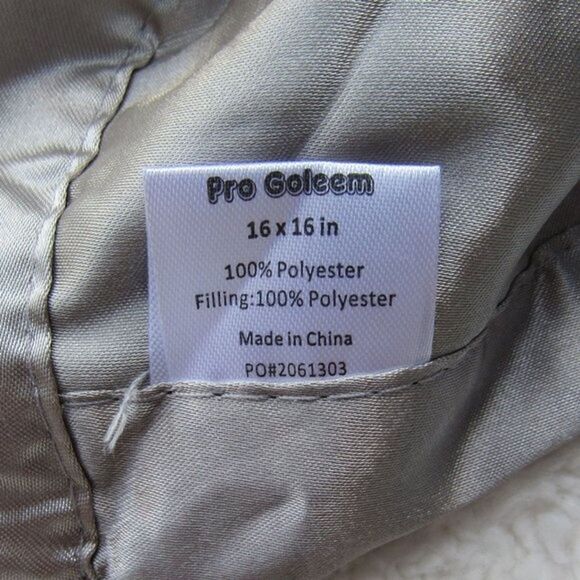 Pro Goleem
16 x 16 in
100% Polyester
Filling:100% Polyester
Made in China
PO#2061303